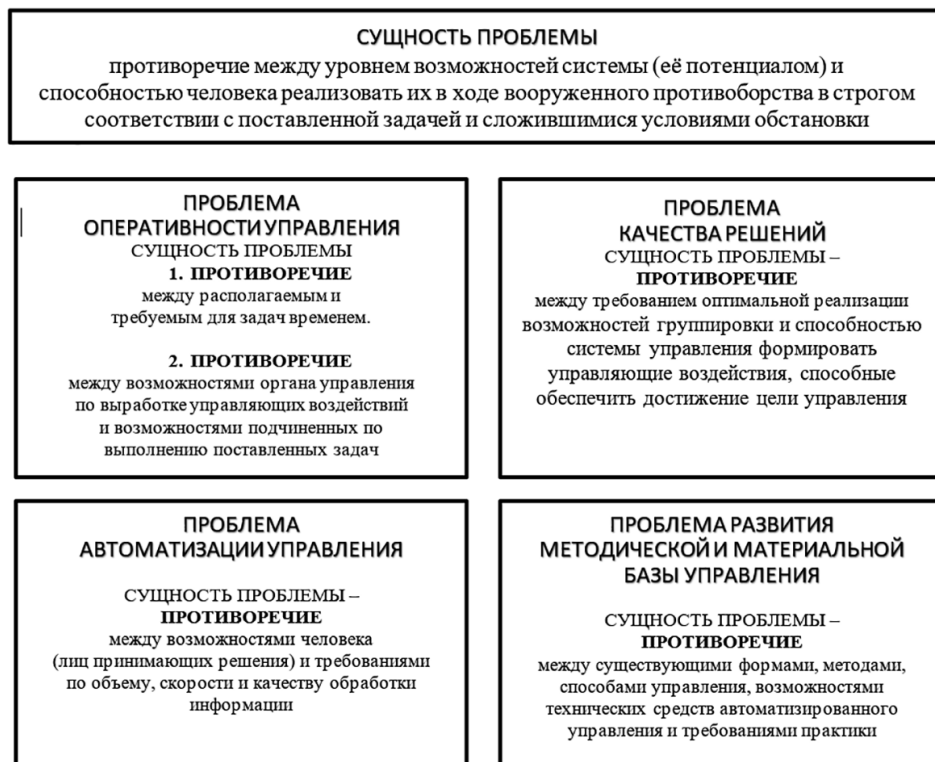 СУЩНОСТЬ ПРОБЛЕМЫ
противоречие между уровнем возможностей системы (её потенциалом) и
способностью человека реализовать их в ходе вооруженного противоборства в строгом
соответствии с поставленной задачей и сложившимися условиями обстановки
ПРОБЛЕМА
ОПЕРАТИВНОСТИ УПРАВЛЕНИЯ
СУЩНОСТЬ ПРОБЛЕМЫ
1. ПРОТИВОРЕЧИЕ
между располагаемым и
требуемым для задач временем.
2. ПРОТИВОРЕЧИЕ
между возможностями органа управления
по выработке управляющих воздействий
и возможностями подчиненных по
выполнению поставленных задач
ПРОБЛЕМА
КАЧЕСТВА РЕШЕНИЙ
СУЩНОСТЬ ПРОБЛЕМЫ –
ПРОТИВОРЕЧИЕ
между требованием оптимальной реализации
возможностей группировки и способностью
системы управления формировать
управляющие воздействия, способные
обеспечить достижение цели управления
ПРОБЛЕМА
АВТОМАТИЗАЦИИ УПРАВЛЕНИЯ
СУЩНОСТЬ ПРОБЛЕМЫ –
ПРОТИВОРЕЧИЕ
между возможностями человека
(лиц принимающих решения) и требованиями
по объему, скорости и качеству обработки
информации
ПРОБЛЕМА РАЗВИТИЯ
МЕТОДИЧЕСКОЙ И МАТЕРИАЛЬНОЙ
БАЗЫ УПРАВЛЕНИЯ
СУЩНОСТЬ ПРОБЛЕМЫ –
ПРОТИВОРЕЧИЕ
между существующими формами, методами,
способами управления, возможностями
технических средств автоматизированного
управления и требованиями практики